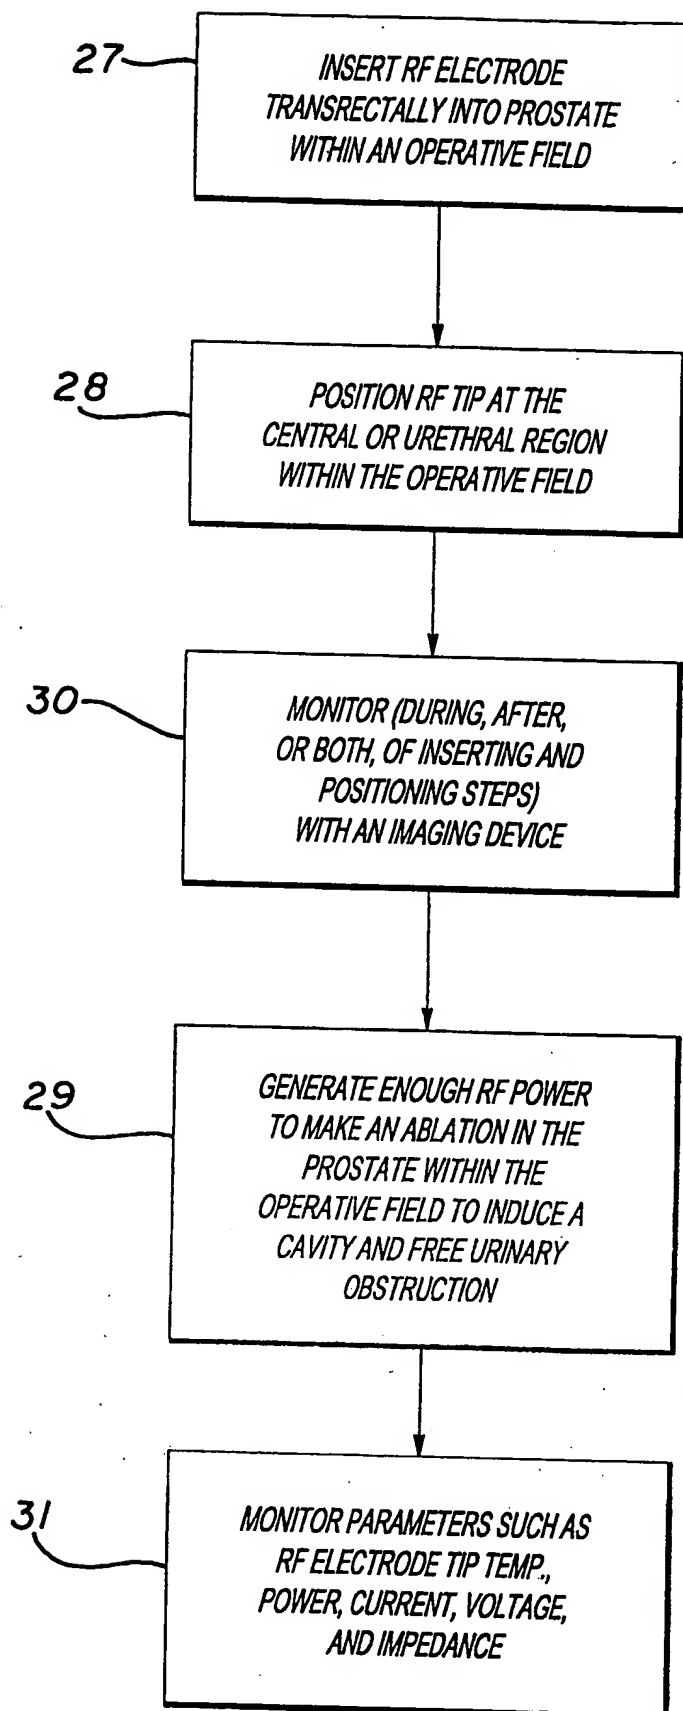 27
INSERT RF ELECTRODE
TRANSRECTALLY INTO PROSTATE
WITHIN AN OPERATIVE FIELD
28
POSITION RF TIP AT THE
CENTRAL OR URETHRAL REGION
WITHIN THE OPERATIVE FIELD
30
MONITOR (DURING, AFTER,
OR BOTH, OF INSERTING AND
POSITIONING STEPS)
WITH AN IMAGING DEVICE
29
GENERATE ENOUGH RF POWER
TO MAKE AN ABLATION IN THE
PROSTATE WITHIN THE
OPERATIVE FIELD TO INDUCE A
CAVITY AND FREE URINARY
OBSTRUCTION
31
MONITOR PARAMETERS SUCH AS
RF ELECTRODE TIP TEMP.,
POWER, CURRENT, VOLTAGE,
AND IMPEDANCE